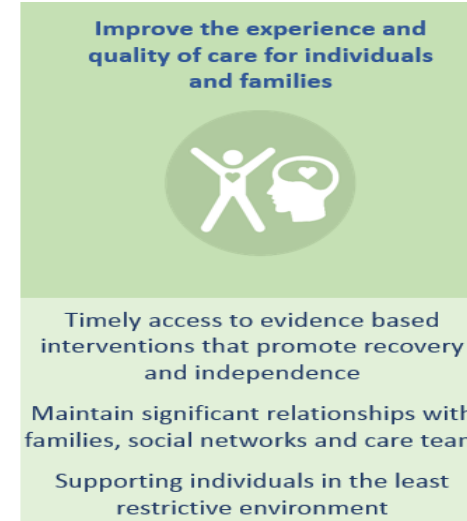 Improve the experience and
quality of care for individuals
and families
Timely access to evidence based
interventions that promote recovery
and independence
Maintain significant relationships with
families, social networks and care team
Supporting individuals in the least
restrictive environment